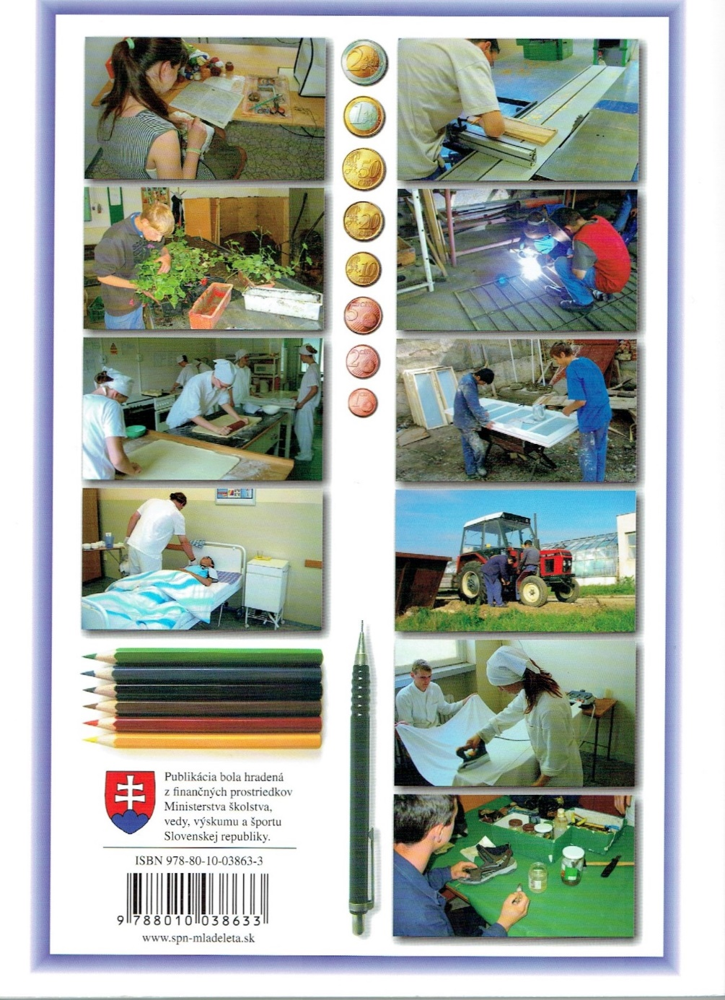 2
1
50
20
10
5
2
1
Publikácia bola hradená
z finančných prostriedkov
Ministerstva školstva,
vedy, výskumu a športu
Slovenskej republiky.
ISBN 978-80-10-03863-3
9 788010 038633
www.spn-mladeleta.sk